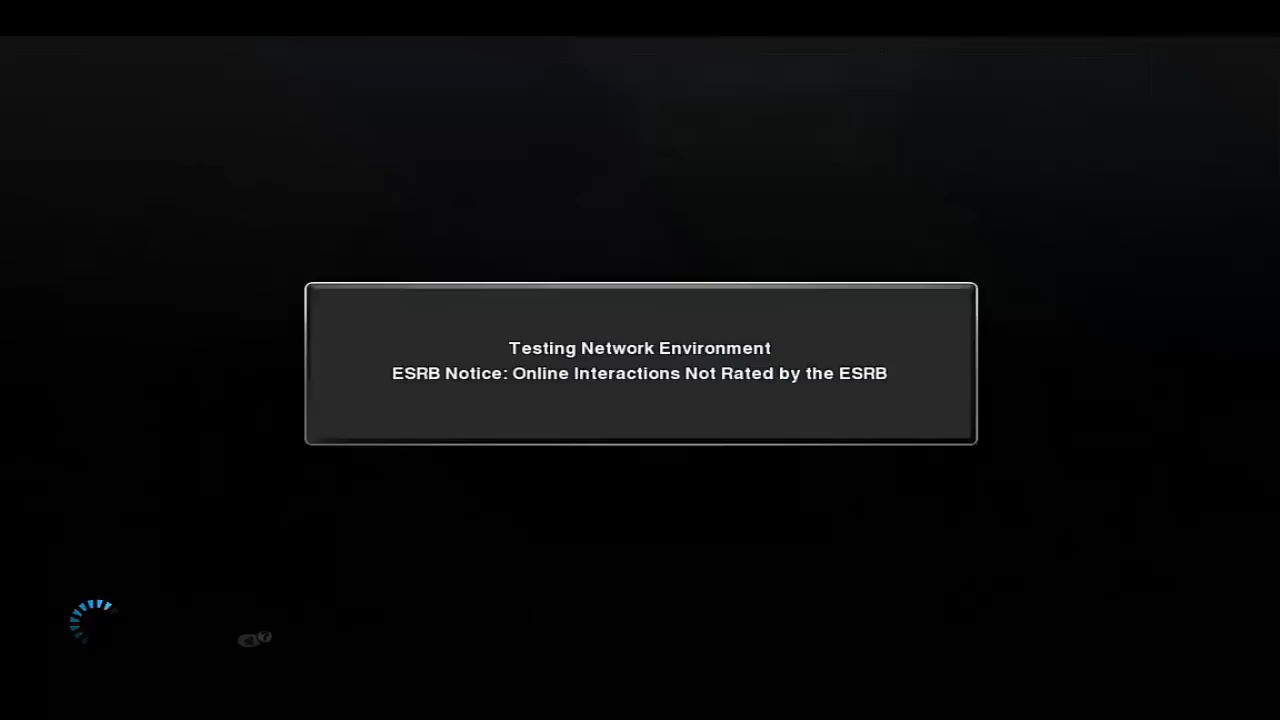 Testing Network Environment
ESRB Notice: Online Interactions Not Rated by the ESRB
?